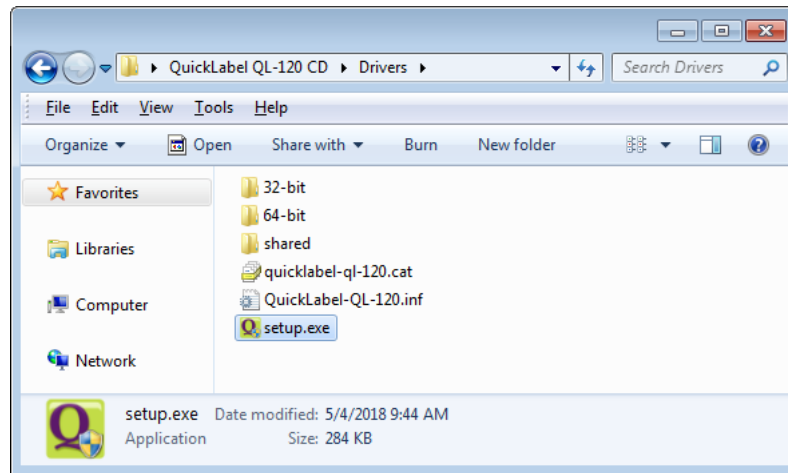 QuickLabel QL-120 CD Drivers Search Drivers
File Edit View Tools Help
Organize Open Share with Burn New folder
Favorites
Libraries
Computer
Network
32-bit
64-bit
shared
quicklabel-ql-120.cat
QuickLabel-QL-120.inf
setup.exe
setup.exe Date modified: 5/4/2018 9:44 AM
Application Size: 284 KB